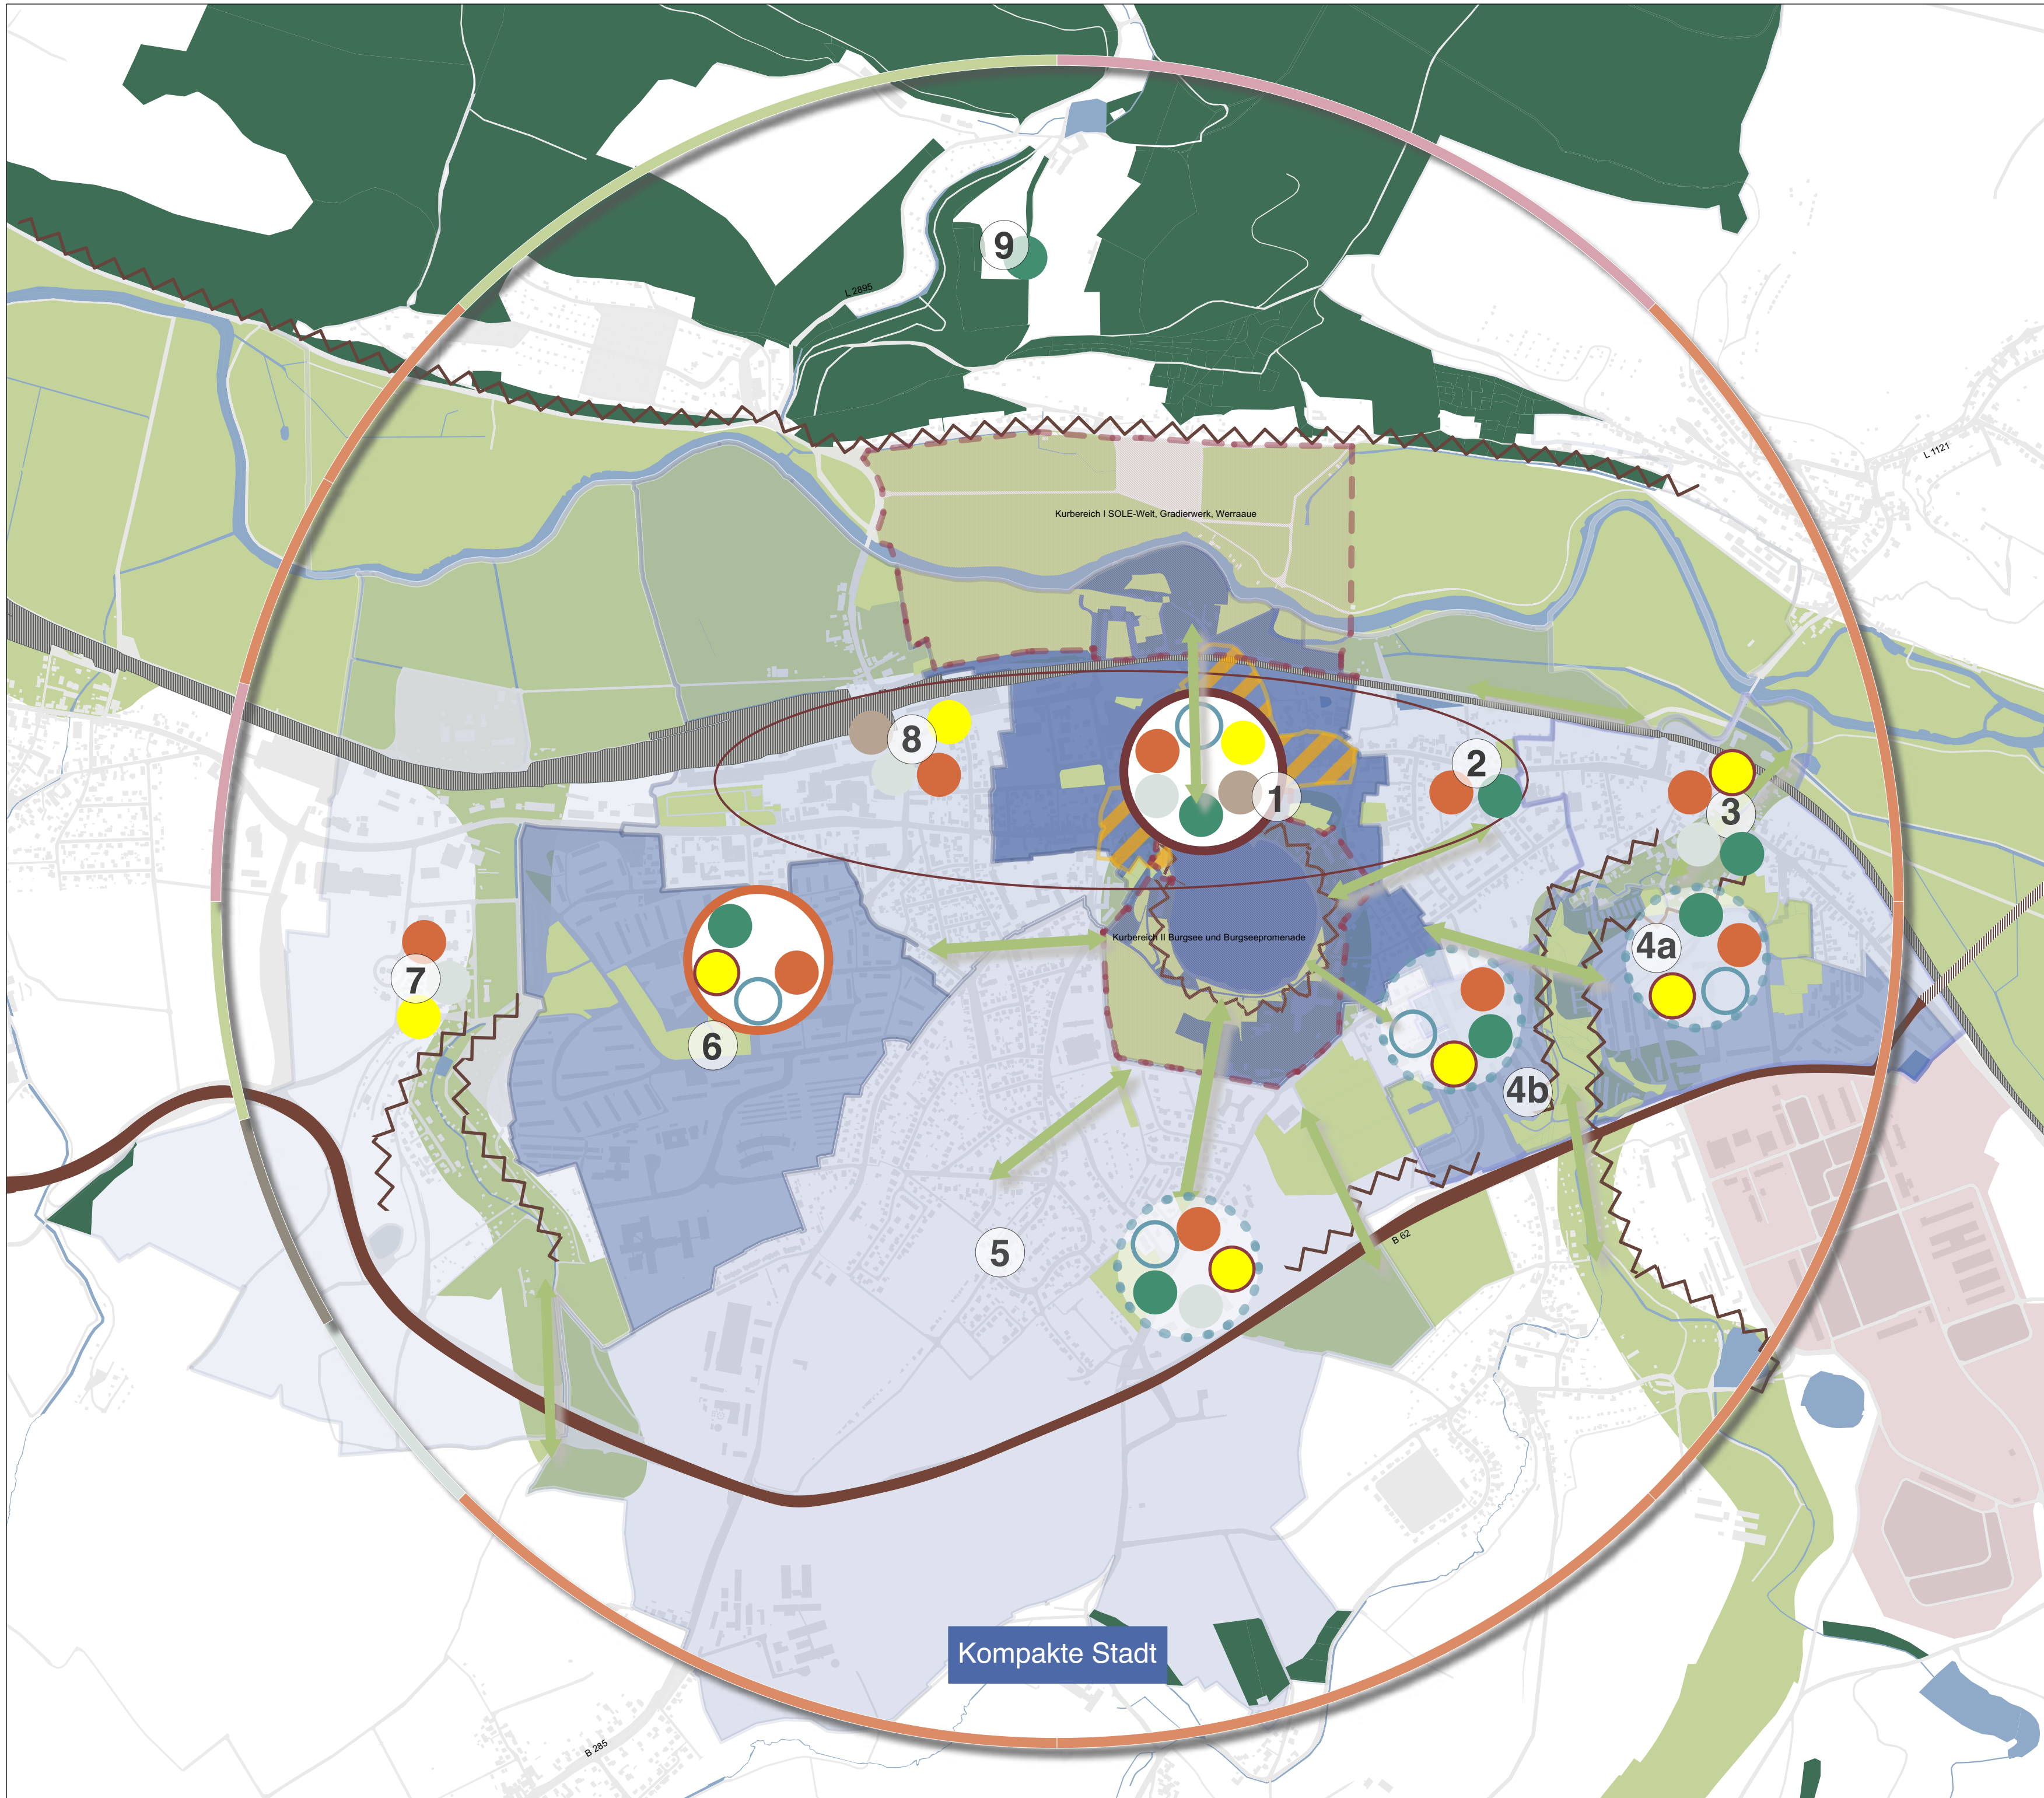 9
L 2895
L 1121
Kurbereich I SOLE-Welt, Gradierwerk, Werraaue
8
1
2
3
Kurbereich II Burgsee und Burgseepromenade
4a
7
6
4b
5
B 62
Kompakte Stadt
B 285